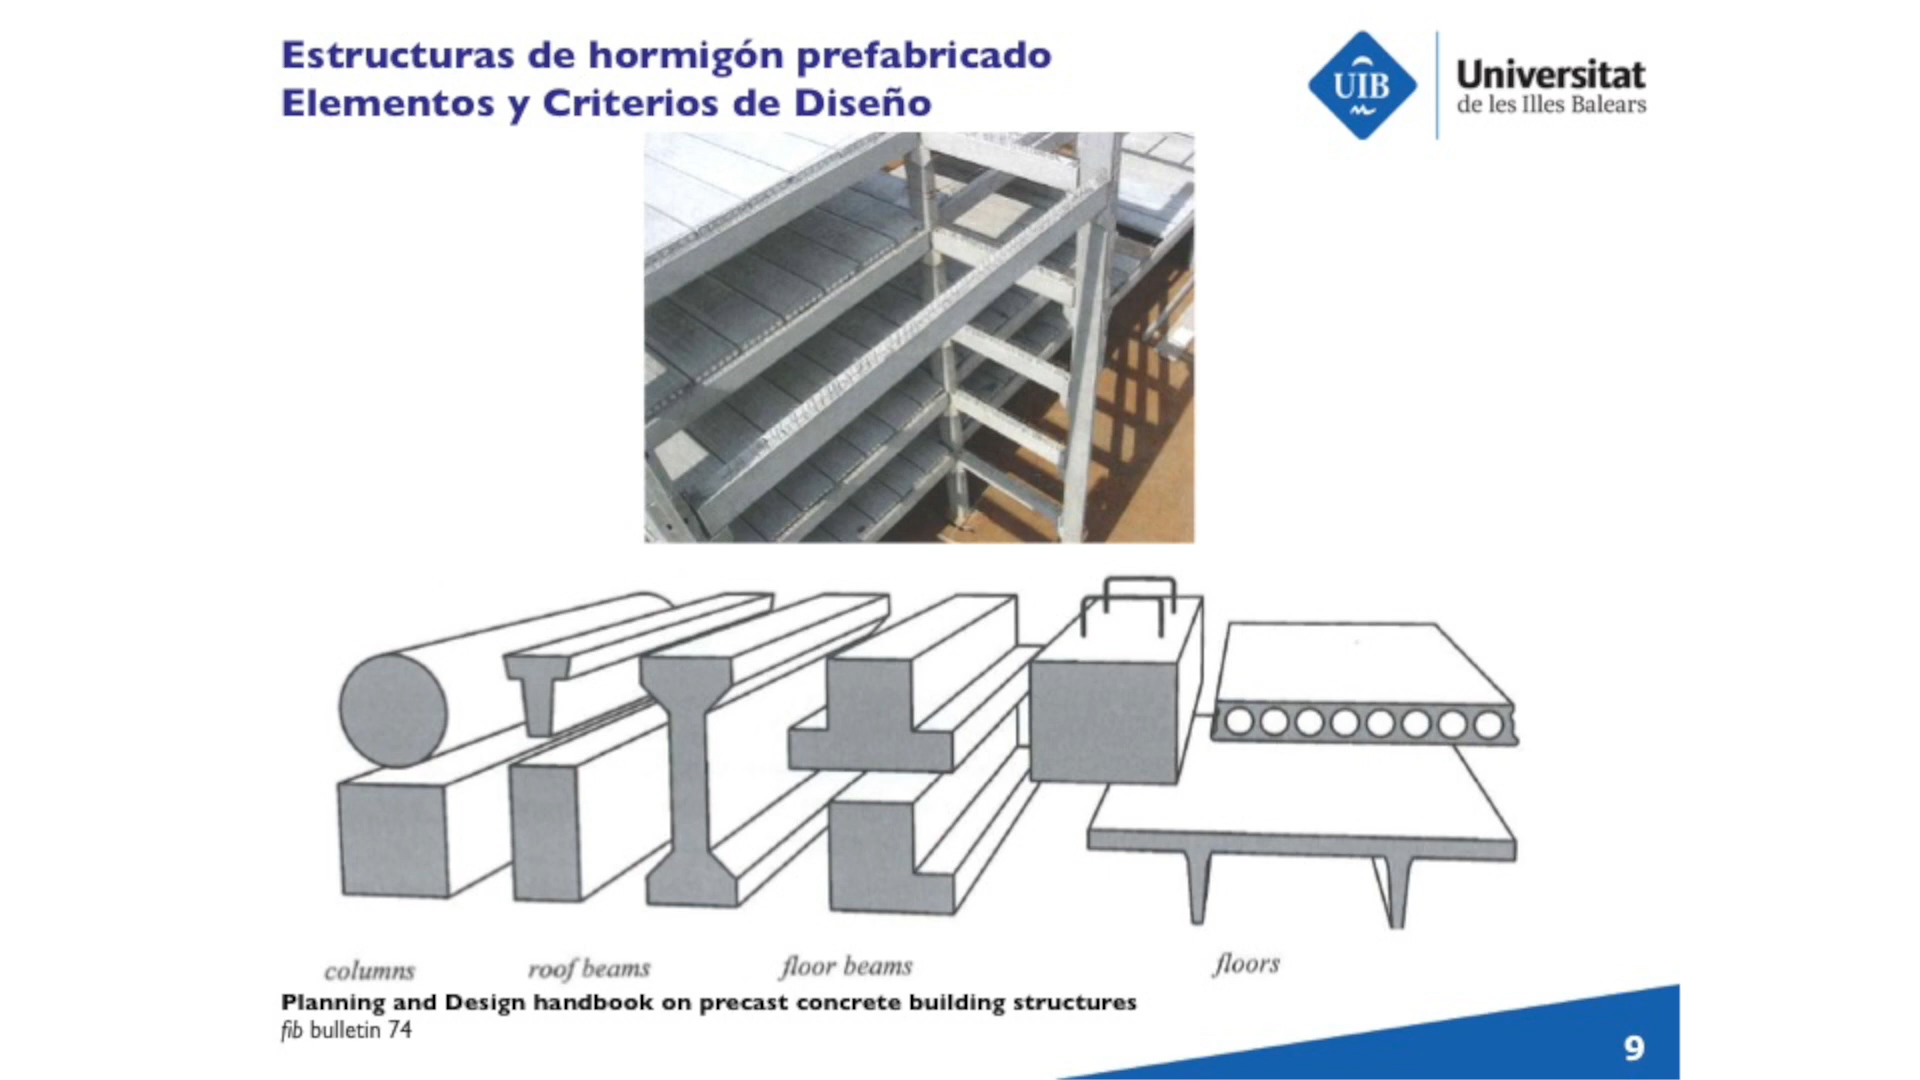 Estructuras de hormigón prefabricado
Elementos y Criterios de Diseño
UIB
Universitat
de les Illes Balears
columns
roof beams
floor beams
floors
Planning and Design handbook on precast concrete building structures
fib bulletin 74
9